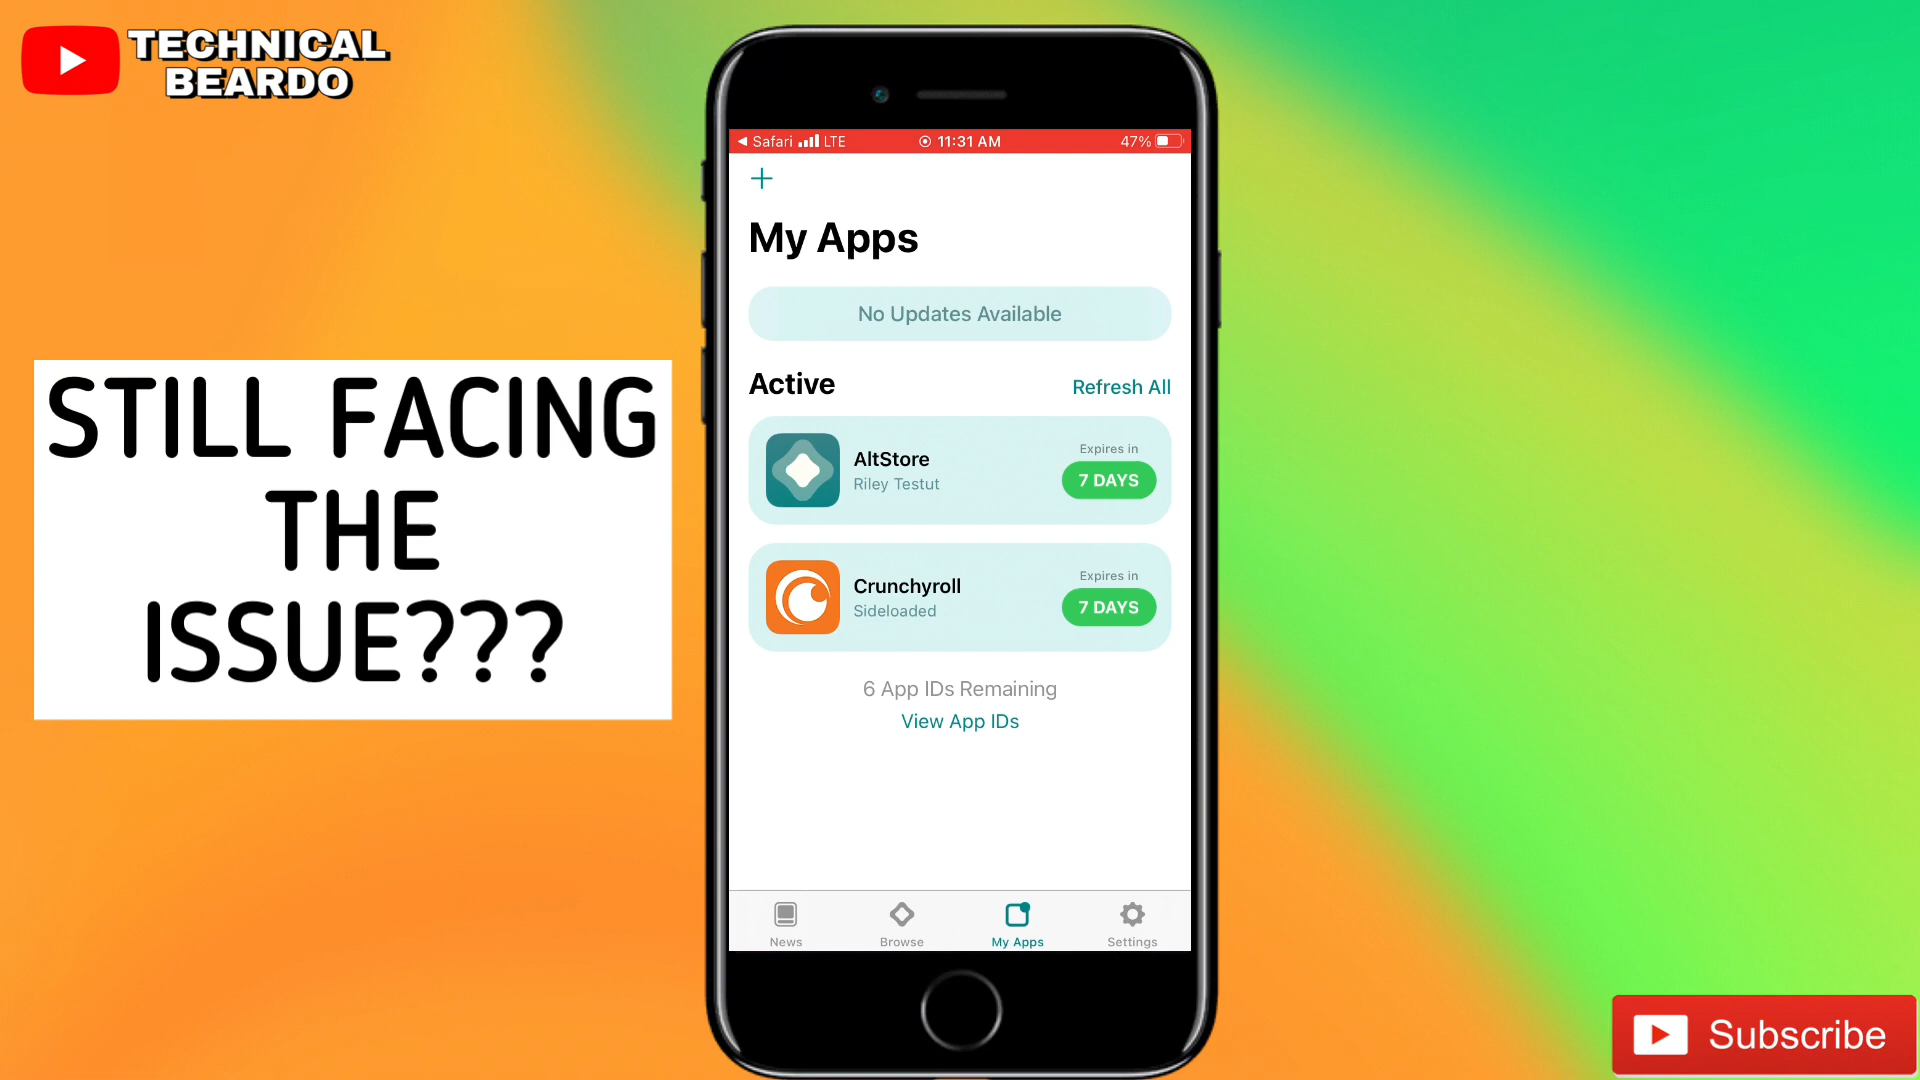 TECHNICAL
BEARDO
STILL FACING
THE
ISSUE???
Safari LTE 11:31 AM 47%
+
My Apps
No Updates Available
Active Refresh All
AltStore
Riley Testut
Expires in
7 DAYS
Crunchyroll
Sideloaded
Expires in
7 DAYS
6 App IDs Remaining
View App IDs
News Browse My Apps Settings
Subscribe